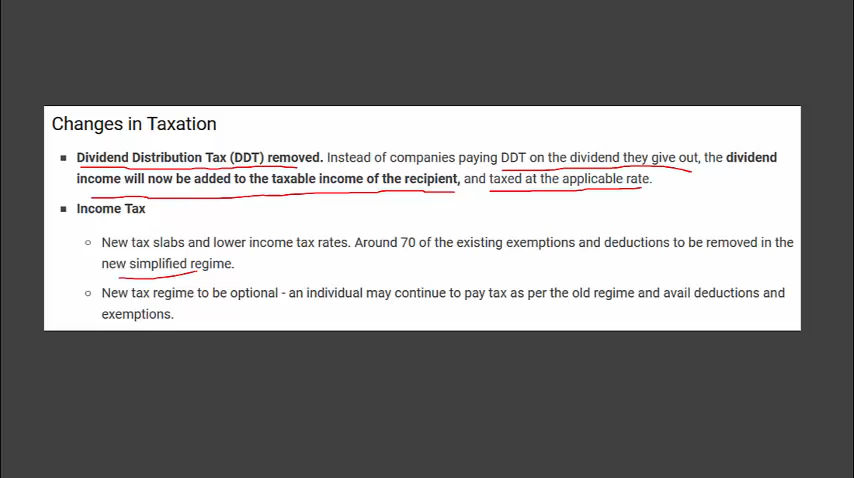 Changes in Taxation
▪ Dividend Distribution Tax (DDT) removed. Instead of companies paying DDT on the dividend they give out, the dividend
income will now be added to the taxable income of the recipient, and taxed at the applicable rate.
▪ Income Tax
○ New tax slabs and lower income tax rates. Around 70 of the existing exemptions and deductions to be removed in the
new simplified regime.
○ New tax regime to be optional - an individual may continue to pay tax as per the old regime and avail deductions and
exemptions.